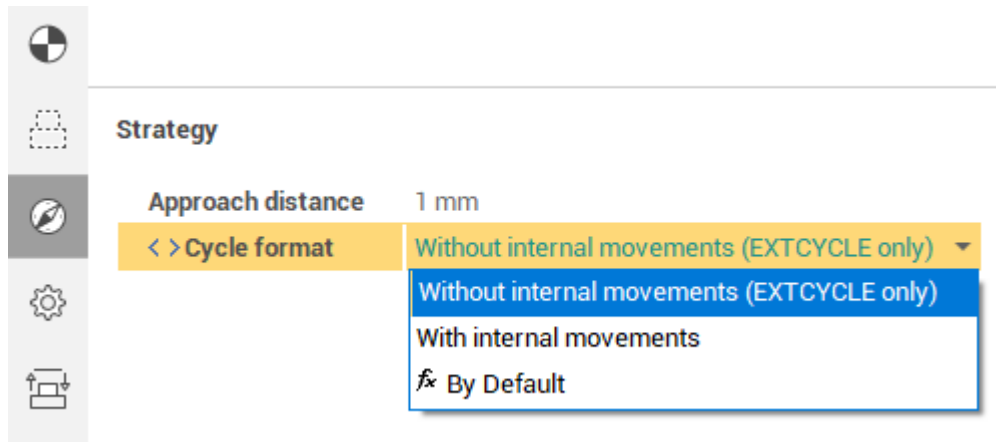 Strategy
Approach distance 1 mm
< > Cycle format Without internal movements (EXTCYCLE only)
Without internal movements (EXTCYCLE only)
With internal movements
fx By Default